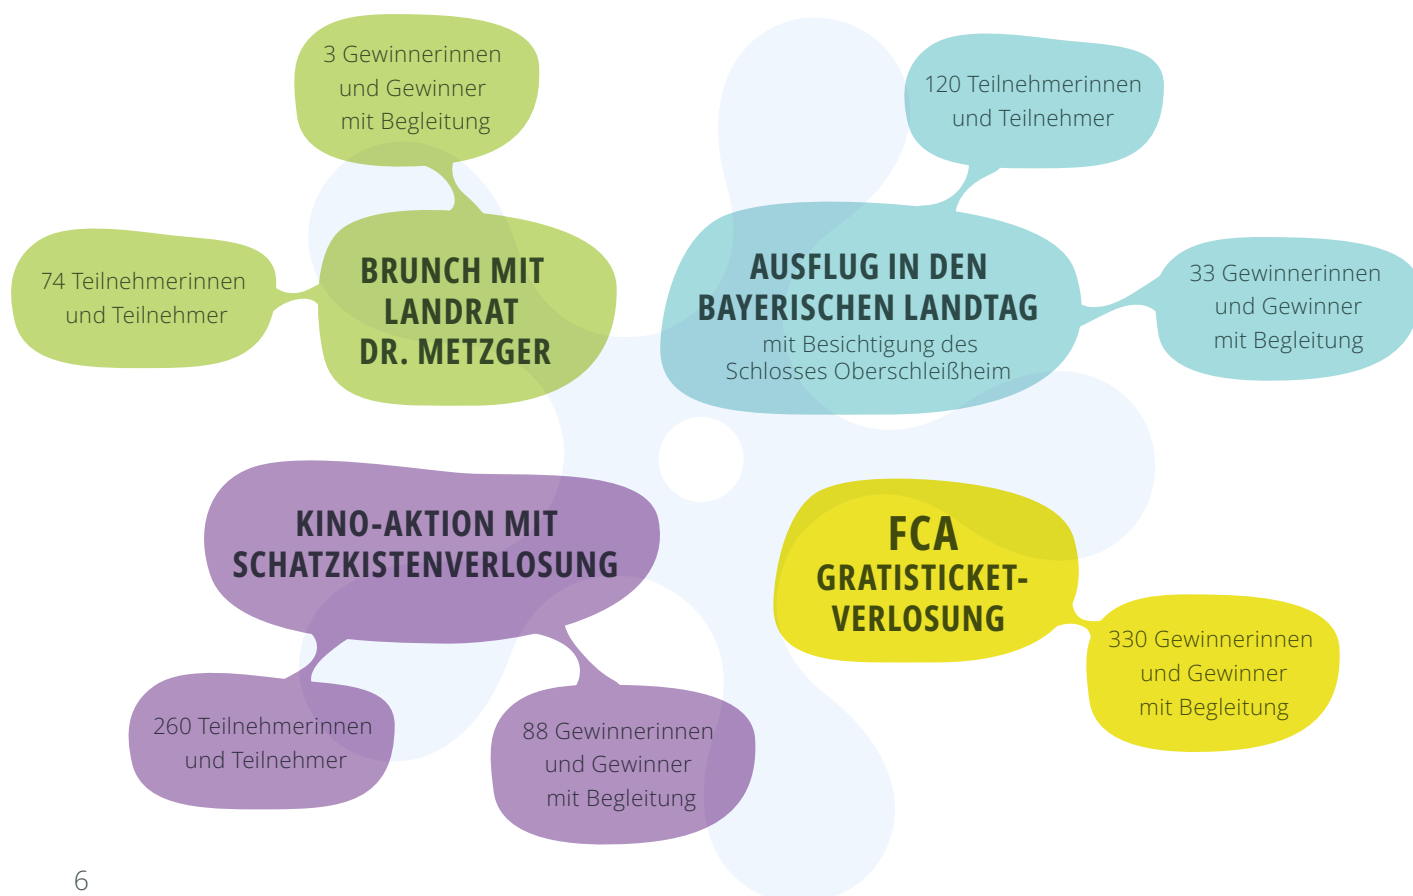 3 Gewinnerinnen
und Gewinner
mit Begleitung
74 Teilnehmerinnen
und Teilnehmer
BRUNCH MIT
LANDRAT
DR. METZGER
120 Teilnehmerinnen
und Teilnehmer
AUSFLUG IN DEN
BAYERISCHEN LANDTAG
mit Besichtigung des
Schlosses Oberschleißheim
33 Gewinnerinnen
und Gewinner
mit Begleitung
KINO-AKTION MIT
SCHATZKISTENVERLOSUNG
260 Teilnehmerinnen
und Teilnehmer
88 Gewinnerinnen
und Gewinner
mit Begleitung
FCA
GRATISTICKET-
VERLOSUNG
330 Gewinnerinnen
und Gewinner
mit Begleitung
6